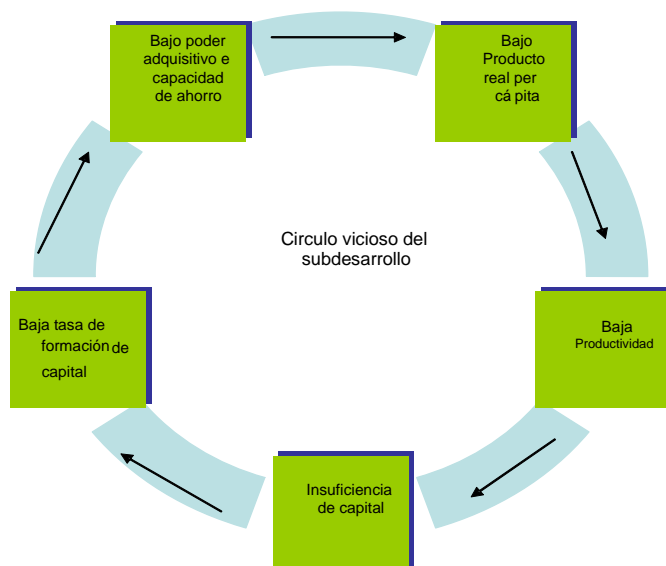 Bajo poder
adquisitivo e
capacidad
de ahorro
Bajo
Producto
real per
cá pita
Circulo vicioso del
subdesarrollo
Baja tasa de
formación de
capital
Baja
Productividad
Insuficiencia
de capital